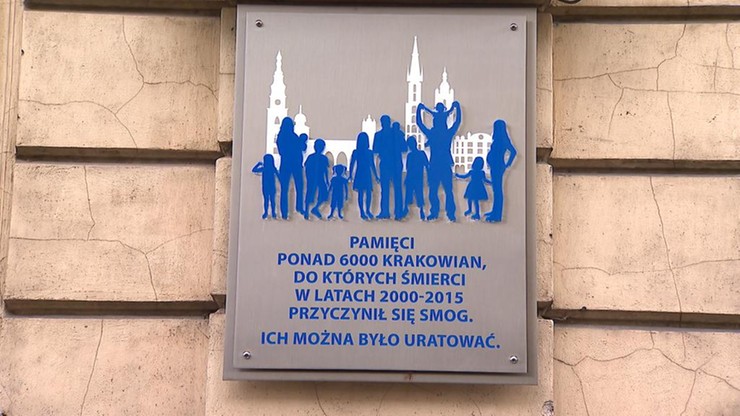 PAMIĘCI
PONAD 6000 KRAKOWIAN,
DO KTÓRYCH ŚMIERCI
W LATACH 2000-2015
PRZYCZYNIŁ SIĘ SMOG.
ICH MOŻNA BYŁO URATOWAĆ.